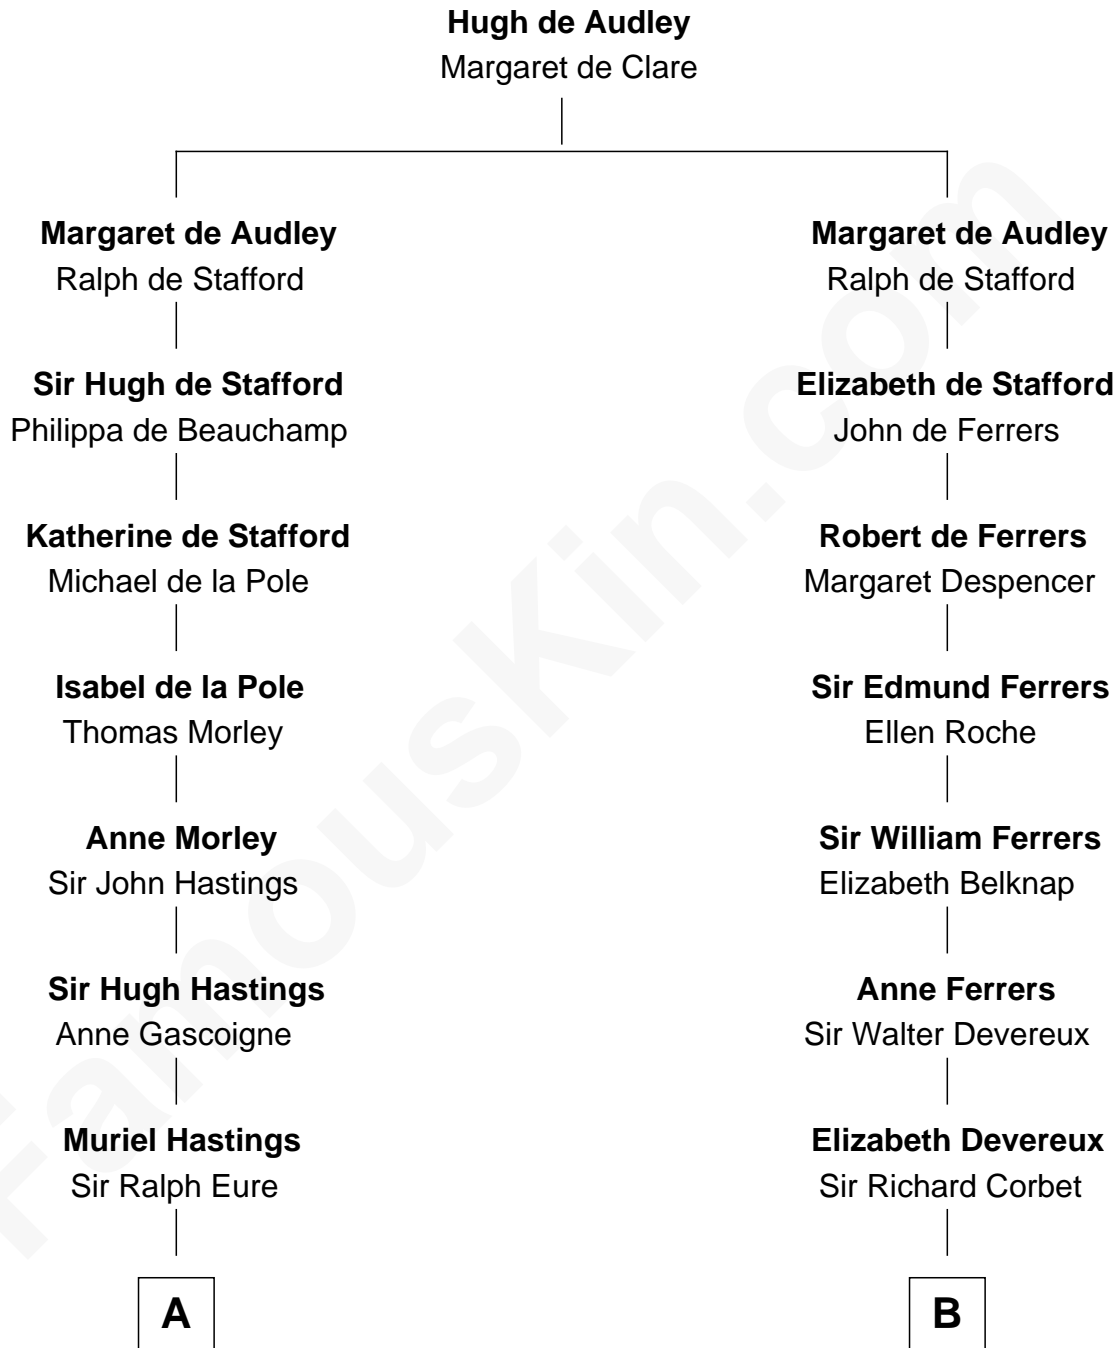 Hugh de Audley
Margaret de Clare
Margaret de Audley
Ralph de Stafford
Margaret de Audley
Ralph de Stafford
Sir Hugh de Stafford
Philippa de Beauchamp
Elizabeth de Stafford
John de Ferrers
Katherine de Stafford
Michael de la Pole
Robert de Ferrers
Margaret Despencer
Isabel de la Pole
Thomas Morley
Sir Edmund Ferrers
Ellen Roche
Anne Morley
Sir John Hastings
Sir William Ferrers
Elizabeth Belknap
Sir Hugh Hastings
Anne Gascoigne
Anne Ferrers
Sir Walter Devereux
Muriel Hastings
Sir Ralph Eure
Elizabeth Devereux
Sir Richard Corbet
A
B
FamousKin.com